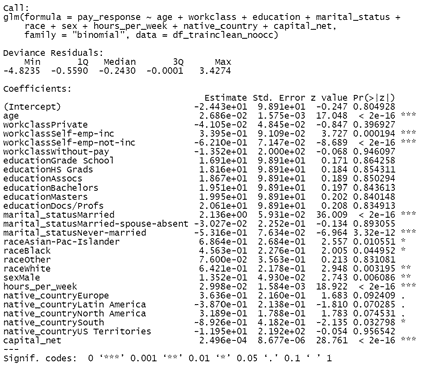 Call:
glm(formula = pay_response ~ age + workclass + education + marital_status +
race + sex + hours_per_week + native_country + capital_net,
family = "binomial", data = df_trainclean_noocc)
Deviance Residuals:
Min 1Q Median 3Q Max
-4.8235 -0.5590 -0.2430 -0.0001 3.4274
Coefficients:
Estimate Std. Error z value Pr(>|z|)
(Intercept) -2.443e+01 9.891e+01 -0.247 0.804928
age 2.686e-02 1.575e-03 17.048 < 2e-16 ***
workclassPrivate -4.105e-02 4.845e-02 -0.847 0.396927
workclassSelf-emp-inc 3.395e-01 9.109e-02 3.727 0.000194 ***
workclassSelf-emp-not-inc -6.210e-01 7.147e-02 -8.689 < 2e-16 ***
workclasswithout-pay -1.352e+01 2.000e+02 -0.068 0.946097
educationGrade School 1.691e+01 9.891e+01 0.171 0.864258
educationHS Grads 1.816e+01 9.891e+01 0.184 0.854311
educationAssocs 1.867e+01 9.891e+01 0.189 0.850294
educationBachelors 1.951e+01 9.891e+01 0.197 0.843613
educationMasters 1.995e+01 9.891e+01 0.202 0.840148
educationDocs/Profs 2.061e+01 9.891e+01 0.208 0.834913
marital_statusMarried 2.136e+00 5.931e-02 36.009 < 2e-16 ***
marital_statusMarried-spouse-absent -3.027e-02 2.252e-01 -0.134 0.893055
marital_statusNever-married -5.316e-01 7.634e-02 -6.964 3.32e-12 ***
raceAsian-Pac-Islander 6.864e-01 2.684e-01 2.557 0.010551 *
raceBlack 4.563e-01 2.276e-01 2.005 0.044952 *
raceOther 7.600e-02 3.563e-01 0.213 0.831081
raceWhite 6.421e-01 2.178e-01 2.948 0.003195 **
sexMale 1.352e-01 4.930e-02 2.743 0.006086 **
hours_per_week 2.998e-02 1.584e-03 18.922 < 2e-16 ***
native_countryEurope 3.636e-01 2.160e-01 1.683 0.092409 .
native_countryLatin America -3.870e-01 2.138e-01 -1.810 0.070285 .
native_countryNorth America 3.189e-01 1.788e-01 1.783 0.074531 .
native_countrySouth -8.926e-01 4.182e-01 -2.135 0.032798 *
native_countryUS Territories -1.195e-02 2.192e-01 -0.054 0.956542
capital_net 2.496e-04 8.677e-06 28.761 < 2e-16 ***
---
Signif. codes: 0 ‘***’ 0.001 ‘**’ 0.01 ‘*’ 0.05 ‘.’ 0.1 ‘ ’ 1